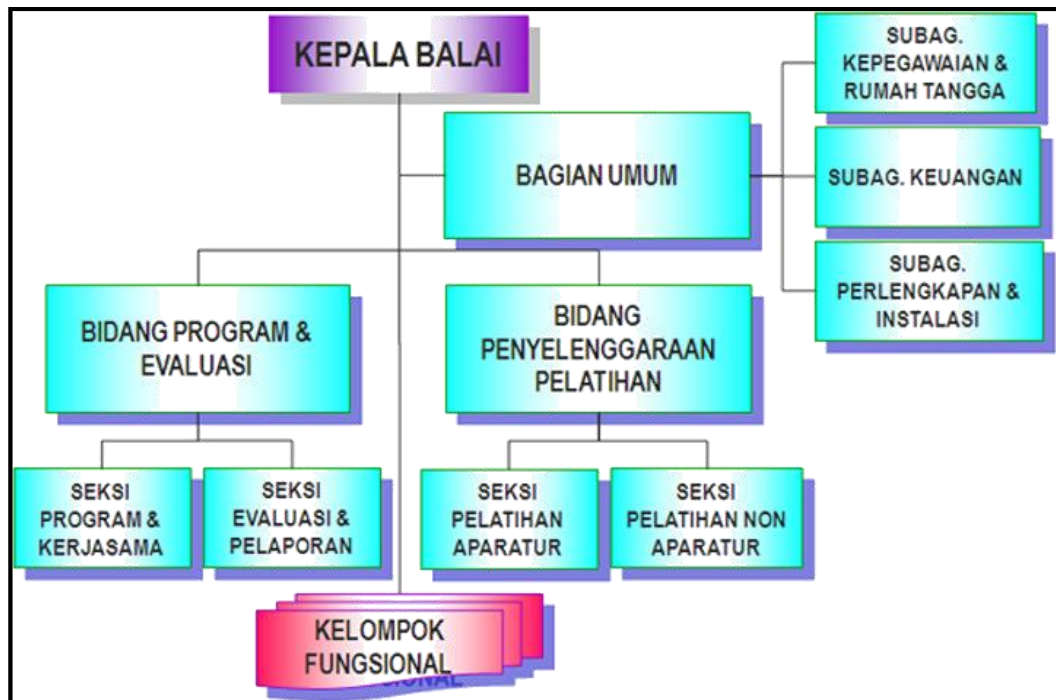 KEPALA BALAI
SUBAG.
KEPEGAWAIAN &
RUMAH TANGGA
BAGIAN UMUM
SUBAG. KEUANGAN
SUBAG.
PERLENGKAPAN &
INSTALASI
BIDANG PROGRAM &
EVALUASI
BIDANG
PENYELENGGARAAN
PELATIHAN
SEKSI
PROGRAM &
KERJASAMA
SEKSI
EVALUASI &
PELAPORAN
SEKSI
PELATIHAN
APARATUR
SEKSI
PELATIHAN NON
APARATUR
KELOMPOK
FUNGSIONAL